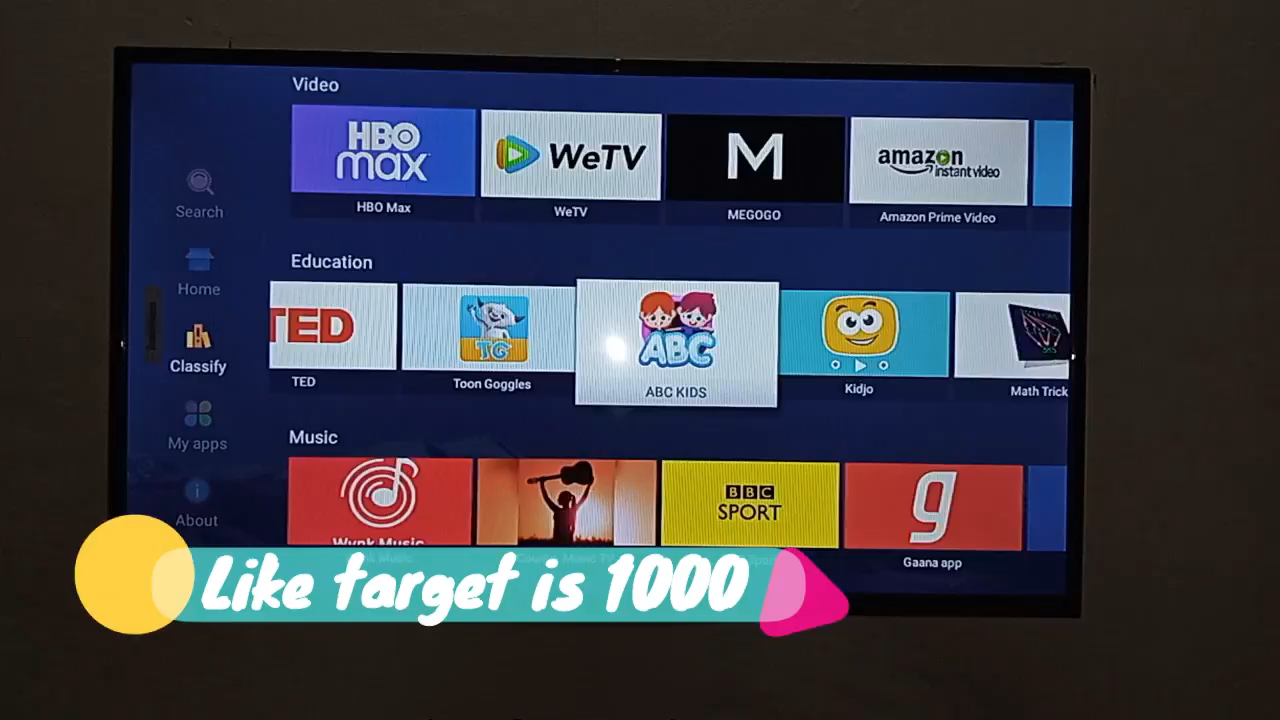 Video
HBO
max
WeTV
M
amazon
instant video
HBO Max
WeTV
MEGOGO
Amazon Prime Video
Search
Education
Home
TED
TG
ABC
TED
Toon Goggles
ABC KIDS
Kidjo
Math Trick
Classify
My apps
Music
BBC
SPORT
g
Wynk Music
Gaana app
About
Like target is 1000